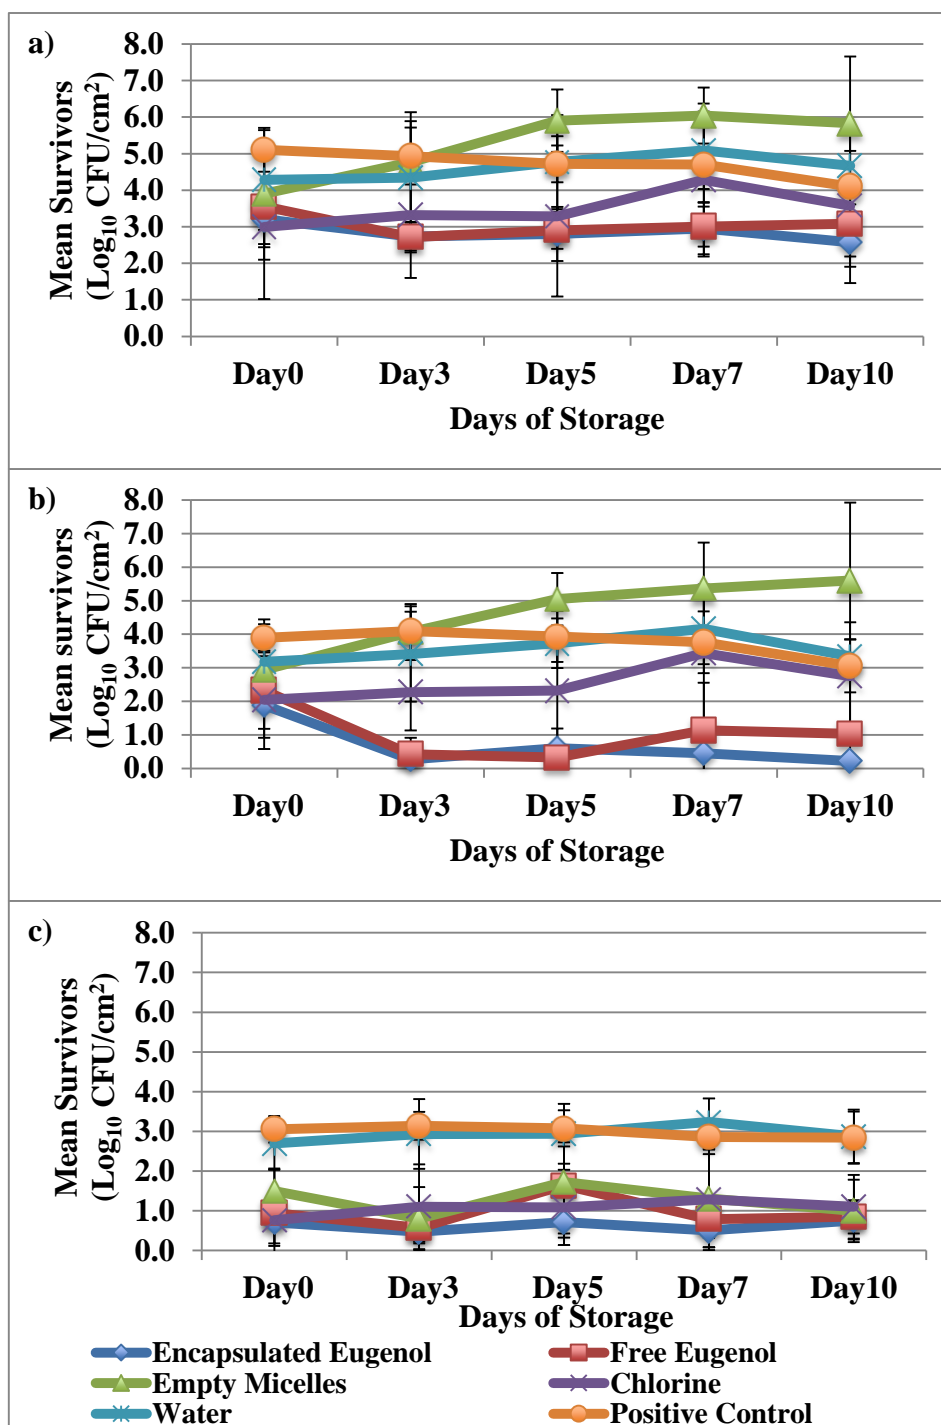 a)
Mean Survivors
(Log10 CFU/cm²)
8.0
7.0
6.0
5.0
4.0
3.0
2.0
1.0
0.0
Day0 Day3 Day5 Day7 Day10
Days of Storage
b)
Mean survivors
(Log10 CFU/cm²)
8.0
7.0
6.0
5.0
4.0
3.0
2.0
1.0
0.0
Day0 Day3 Day5 Day7 Day10
Days of Storage
c)
Mean Survivors
(Log10 CFU/cm²)
8.0
7.0
6.0
5.0
4.0
3.0
2.0
1.0
0.0
Day0 Day3 Day5 Day7 Day10
Days of Storage
Encapsulated Eugenol Free Eugenol
Empty Micelles Chlorine
Water Positive Control